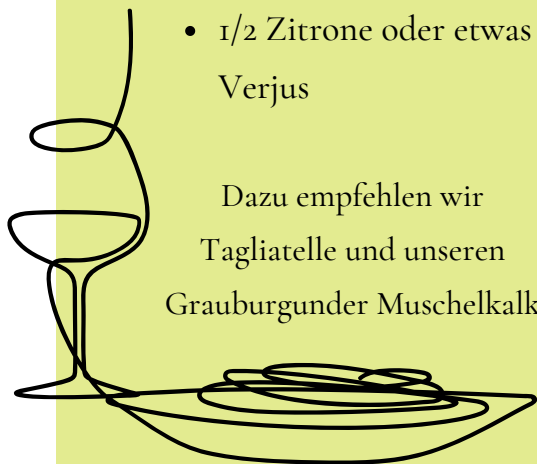 • 1/2 Zitrone oder etwas
Verjus
Dazu empfehlen wir
Tagliatelle und unseren
Grauburgunder Muschelkalk